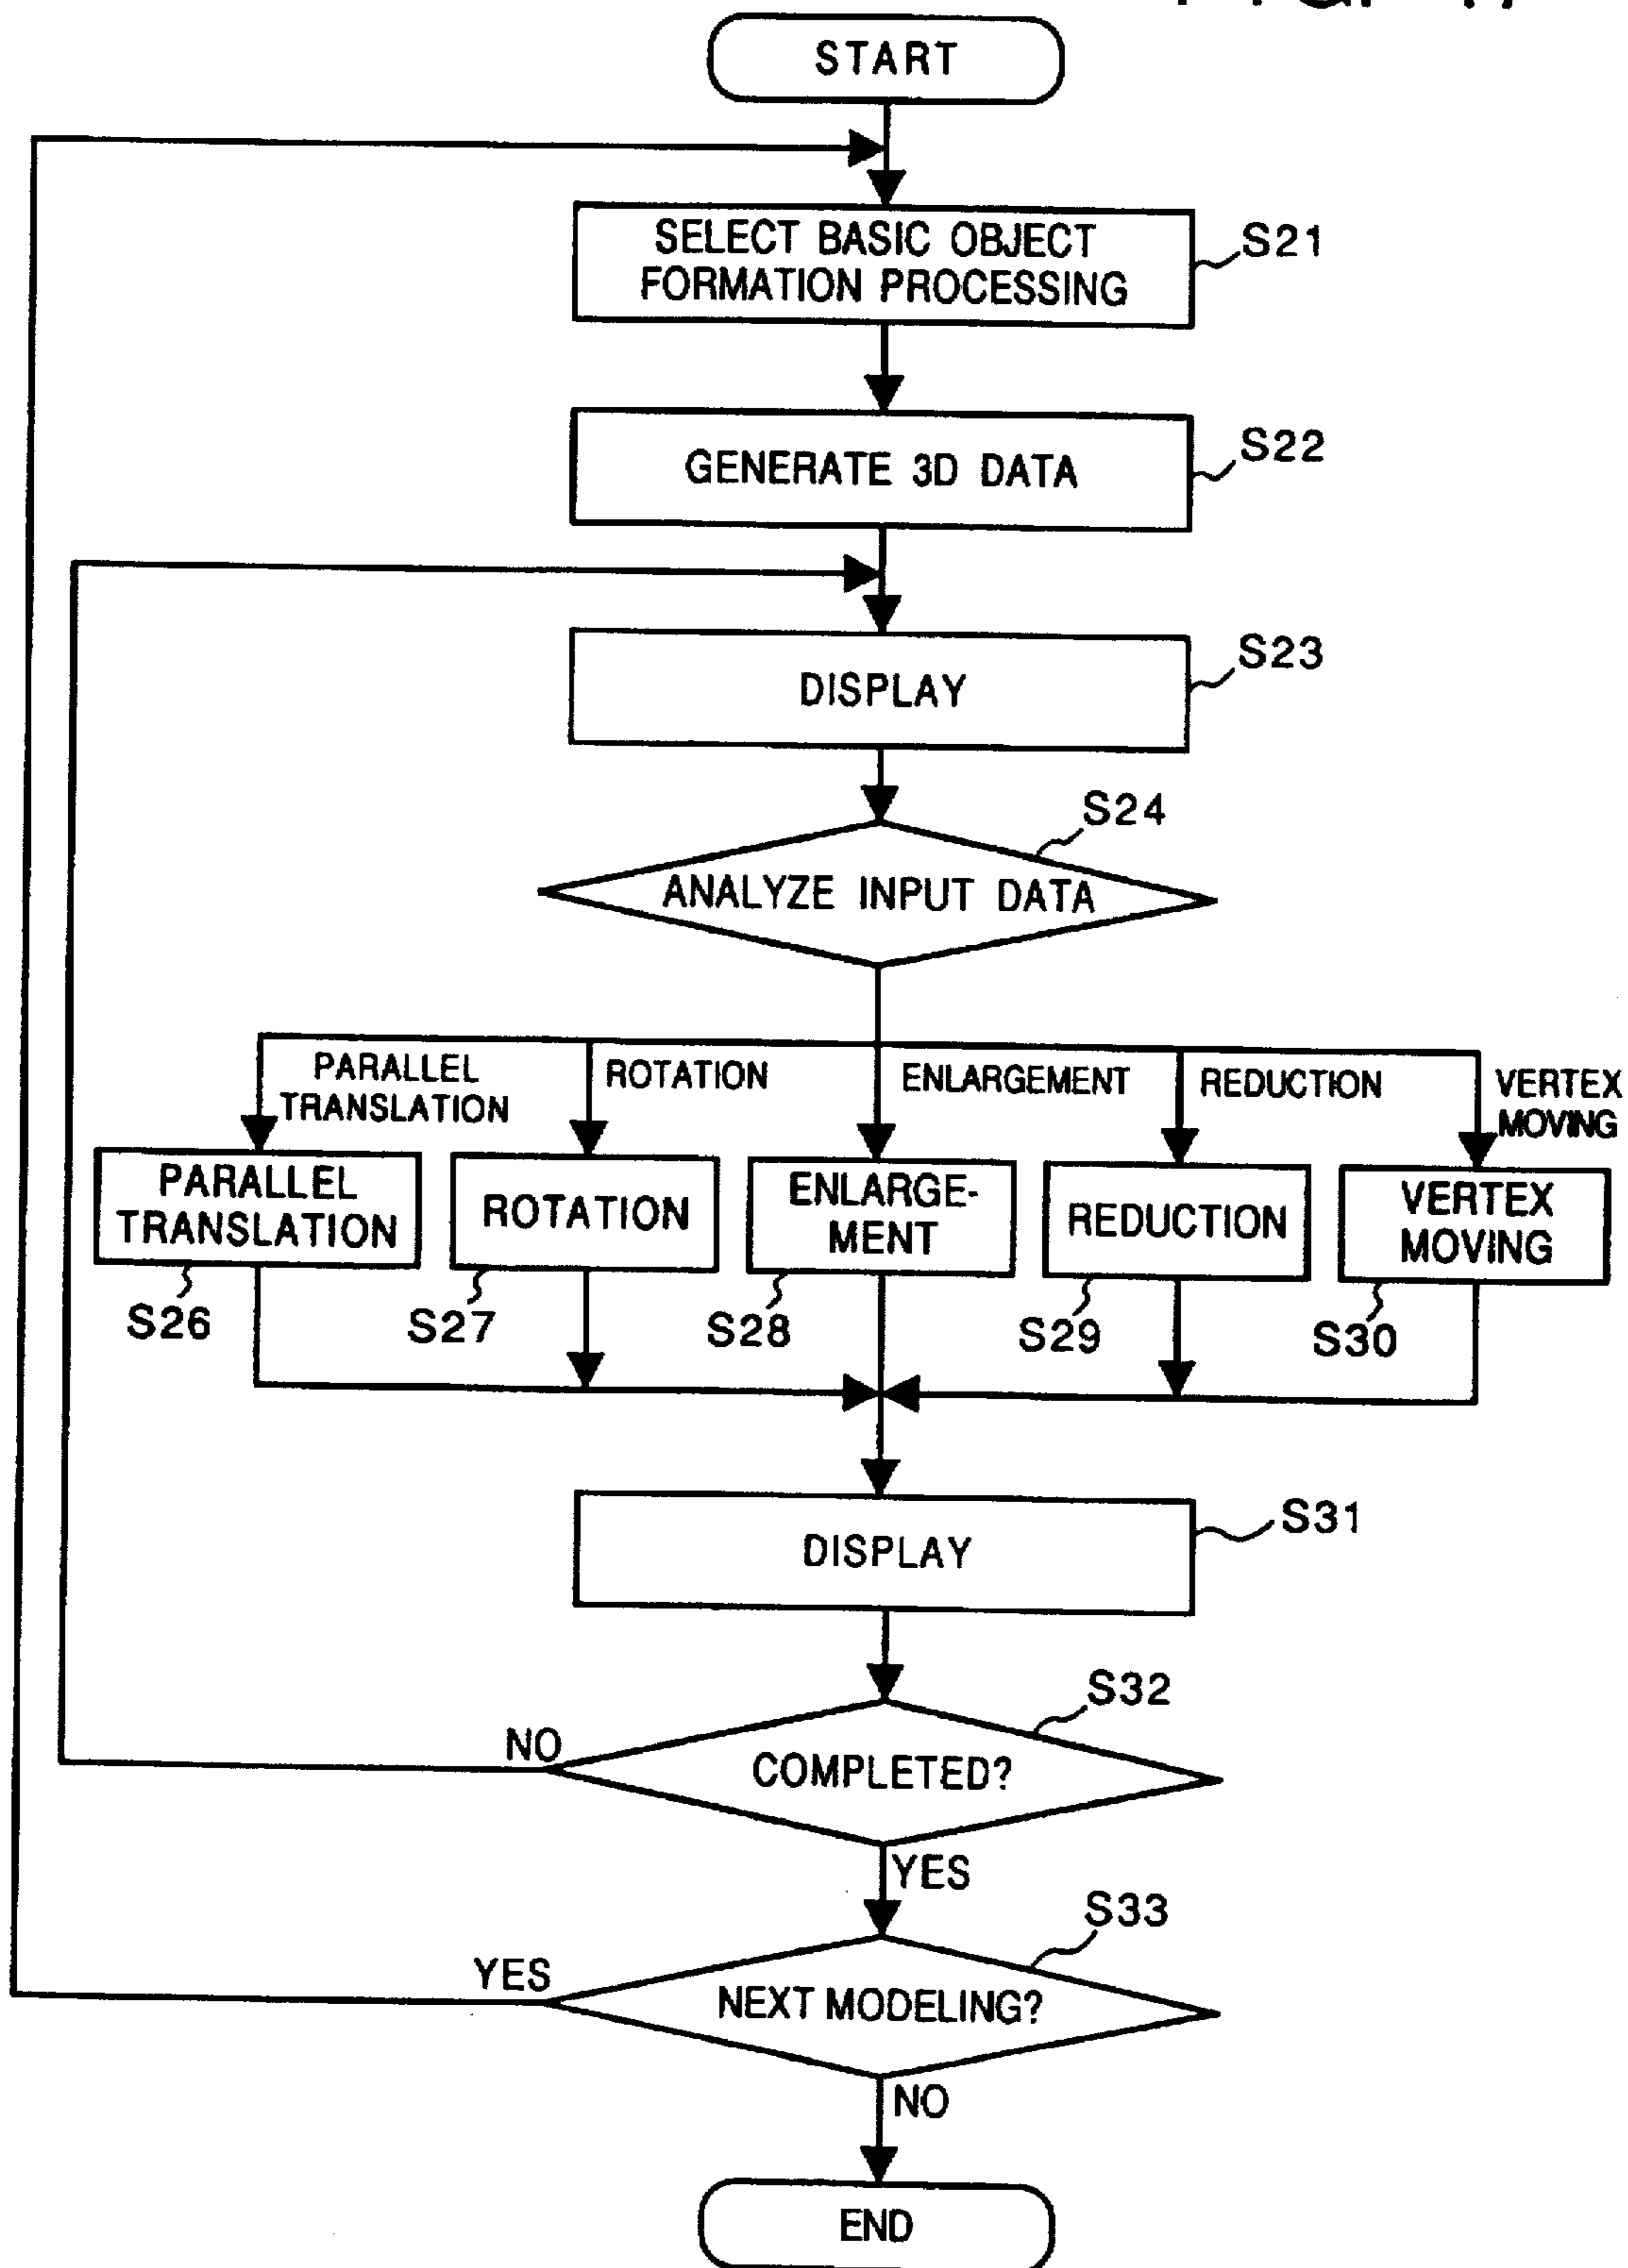 START
SELECT BASIC OBJECT
FORMATION PROCESSING
S21
GENERATE 3D DATA
S22
DISPLAY
S23
S24
ANALYZE INPUT DATA
PARALLEL
TRANSLATION
ROTATION
ENLARGEMENT
REDUCTION
VERTEX
MOVING
PARALLEL
TRANSLATION
ROTATION
ENLARGE-
MENT
REDUCTION
VERTEX
MOVING
S26
S27
S28
S29
S30
DISPLAY
S31
S32
NO
COMPLETED?
YES
S33
YES
NEXT MODELING?
NO
END